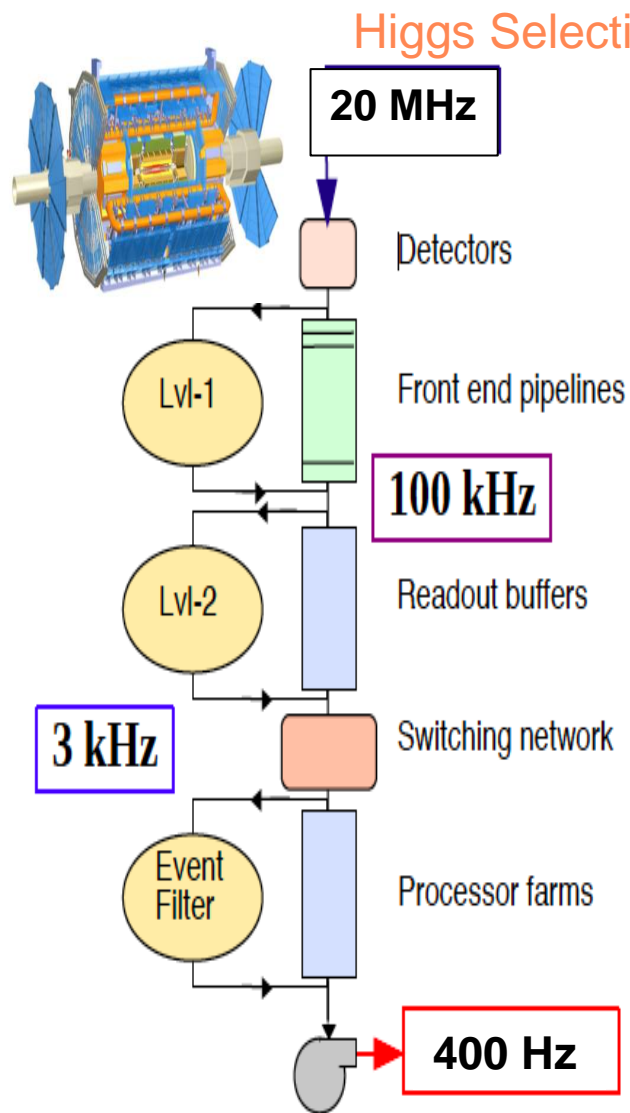 Higgs Selecti
20 MHz
Detectors
Lvl-1
Front end pipelines
100 kHz
Lvl-2
Readout buffers
3 kHz
Switching network
Event
Filter
Processor farms
400 Hz